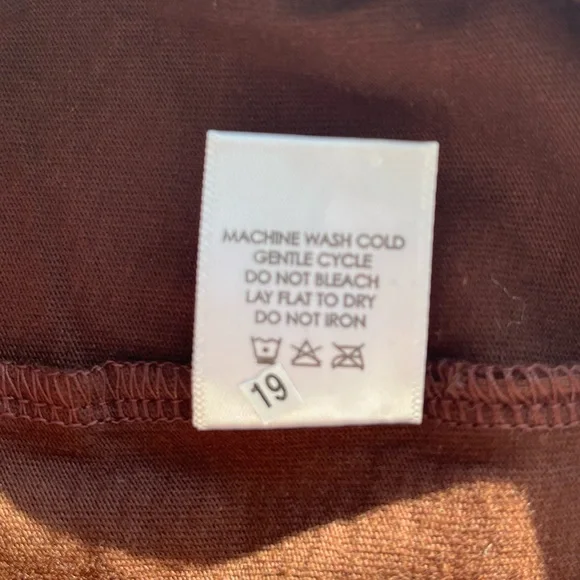 MACHINE WASH COLD
GENTLE CYCLE
DO NOT BLEACH
LAY FLAT TO DRY
DO NOT IRON
19